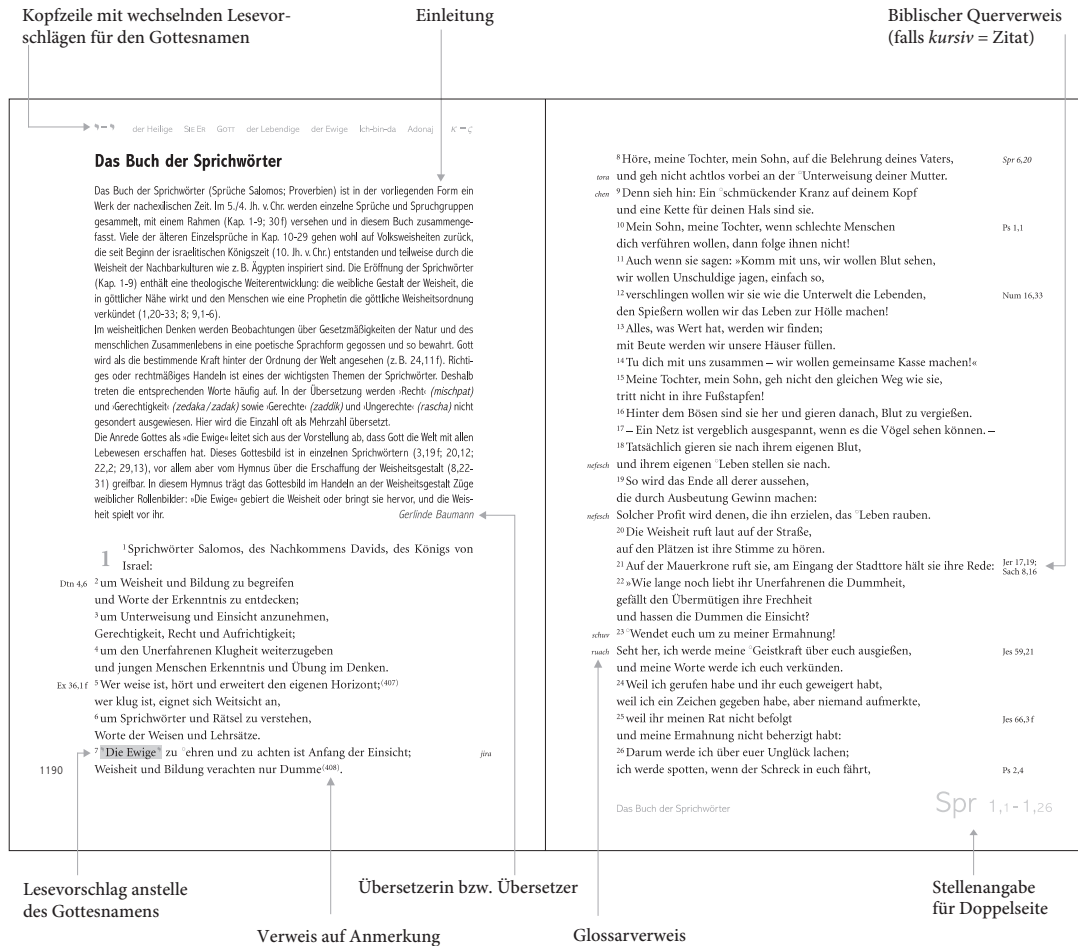 Kopfzeile mit wechselnden Lesevor-
schlägen für den Gottesnamen
Einleitung
Biblischer Querverweis
(falls kursiv = Zitat)
der Heilige SIE ER GOTT der Lebendige der Ewige Ich-bin-da Adonaj
Das Buch der Sprichwörter
Das Buch der Sprichwörter (Sprüche Salomos; Proverbien) ist in der vorliegenden Form ein
Werk der nachexilischen Zeit. Im 5./4. Jh. v. Chr. werden einzelne Sprüche und Spruchgruppen
gesammelt, mit einem Rahmen (Kap. 1-9; 30f) versehen und in diesem Buch zusammenge-
fasst. Viele der älteren Einzelsprüche in Kap. 10-29 gehen wohl auf Volksweisheiten zurück,
die seit Beginn der israelitischen Königszeit (10. Jh. v. Chr.) entstanden und teilweise durch die
Weisheit der Nachbarkulturen wie z. B. Ägypten inspiriert sind. Die Eröffnung der Sprichwörter
(Kap. 1-9) enthält eine theologische Weiterentwicklung: die weibliche Gestalt der Weisheit, die
in göttlicher Nähe wirkt und den Menschen wie eine Prophetin die göttliche Weisheitsordnung
verkündet (1,20-33; 8; 9,1-6).
Im weisheitlichen Denken werden Beobachtungen über Gesetzmäßigkeiten der Natur und des
menschlichen Zusammenlebens in eine poetische Sprachform gegossen und so bewahrt. Gott
wird als die bestimmende Kraft hinter der Ordnung der Welt angesehen (z. B. 24,11f). Richti-
ges oder rechtmäßiges Handeln ist eines der wichtigsten Themen der Sprichwörter. Deshalb
treten die entsprechenden Worte häufig auf. In der Übersetzung werden ›Recht‹ (mischpat)
und ›Gerechtigkeit‹ (zedaka/zadak) sowie ›Gerechte‹ (zaddik) und ›Ungerechte‹ (rascha) nicht
gesondert ausgewiesen. Hier wird die Einzahl oft als Mehrzahl übersetzt.
Die Anrede Gottes als »die Ewige« leitet sich aus der Vorstellung ab, dass Gott die Welt mit allen
Lebewesen erschaffen hat. Dieses Gottesbild ist in einzelnen Sprichwörtern (3,19f; 20,12;
22,2; 29,13), vor allem aber vom Hymnus über die Erschaffung der Weisheitsgestalt (8,22-
31) greifbar. In diesem Hymnus trägt das Gottesbild im Handeln an der Weisheitsgestalt Züge
weiblicher Rollenbilder: »Die Ewige« gebiert die Weisheit oder bringt sie hervor, und die Weis-
heit spielt vor ihr. Gerlinde Baumann
1 ¹Sprichwörter Salomos, des Nachkommens Davids, des Königs von
Israel:
Dtn 4,6 ²um Weisheit und Bildung zu begreifen
und Worte der Erkenntnis zu entdecken;
³um Unterweisung und Einsicht anzunehmen,
Gerechtigkeit, Recht und Aufrichtigkeit;
⁴um den Unerfahrenen Klugheit weiterzugeben
und jungen Menschen Erkenntnis und Übung im Denken.
Ex 36,1f ⁵Wer weise ist, hört und erweitert den eigenen Horizont;(407)
wer klug ist, eignet sich Weitsicht an,
⁶um Sprichwörter und Rätsel zu verstehen,
Worte der Weisen und Lehrsätze.
⁷Die Ewige zu °ehren und zu achten ist Anfang der Einsicht; jira
1190 Weisheit und Bildung verachten nur Dumme(408).
⁸Höre, meine Tochter, mein Sohn, auf die Belehrung deines Vaters, Spr 6,20
tora und geh nicht achtlos vorbei an der °Unterweisung deiner Mutter.
chen ⁹Denn sieh hin: Ein °schmückender Kranz auf deinem Kopf
und eine Kette für deinen Hals sind sie.
¹⁰Mein Sohn, meine Tochter, wenn schlechte Menschen Ps 1,1
dich verführen wollen, dann folge ihnen nicht!
¹¹Auch wenn sie sagen: »Komm mit uns, wir wollen Blut sehen,
wir wollen Unschuldige jagen, einfach so,
¹²verschlingen wollen wir sie wie die Unterwelt die Lebenden, Num 16,33
den Spießern wollen wir das Leben zur Hölle machen!
¹³Alles, was Wert hat, werden wir finden;
mit Beute werden wir unsere Häuser füllen.
¹⁴Tu dich mit uns zusammen – wir wollen gemeinsame Kasse machen!«
¹⁵Meine Tochter, mein Sohn, geh nicht den gleichen Weg wie sie,
tritt nicht in ihre Fußstapfen!
¹⁶Hinter dem Bösen sind sie her und gieren danach, Blut zu vergießen.
¹⁷– Ein Netz ist vergeblich ausgespannt, wenn es die Vögel sehen können. –
¹⁸Tatsächlich gieren sie nach ihrem eigenen Blut,
nefesch und ihrem eigenen °Leben stellen sie nach.
¹⁹So wird das Ende all derer aussehen,
die durch Ausbeutung Gewinn machen:
nefesch Solcher Profit wird denen, die ihn erzielen, das °Leben rauben.
²⁰Die Weisheit ruft laut auf der Straße,
auf den Plätzen ist ihre Stimme zu hören.
²¹Auf der Mauerkrone ruft sie, am Eingang der Stadttore hält sie ihre Rede: Jer 17,19;
Sach 8,16
²²»Wie lange noch liebt ihr Unerfahrenen die Dummheit,
gefällt den Übermütigen ihre Frechheit
und hassen die Dummen die Einsicht?
schuv ²³°Wendet euch um zu meiner Ermahnung!
ruach Seht her, ich werde meine °Geistkraft über euch ausgießen, Jes 59,21
und meine Worte werde ich euch verkünden.
²⁴Weil ich gerufen habe und ihr euch geweigert habt,
weil ich ein Zeichen gegeben habe, aber niemand aufmerkte,
²⁵weil ihr meinen Rat nicht befolgt Jes 66,3f
und meine Ermahnung nicht beherzigt habt:
²⁶Darum werde ich über euer Unglück lachen;
ich werde spotten, wenn der Schreck in euch fährt, Ps 2,4
Das Buch der Sprichwörter Spr 1,1-1,26
Lesevorschlag anstelle
des Gottesnamens
Verweis auf Anmerkung
Übersetzerin bzw. Übersetzer
Glossarverweis
Stellenangabe
für Doppelseite